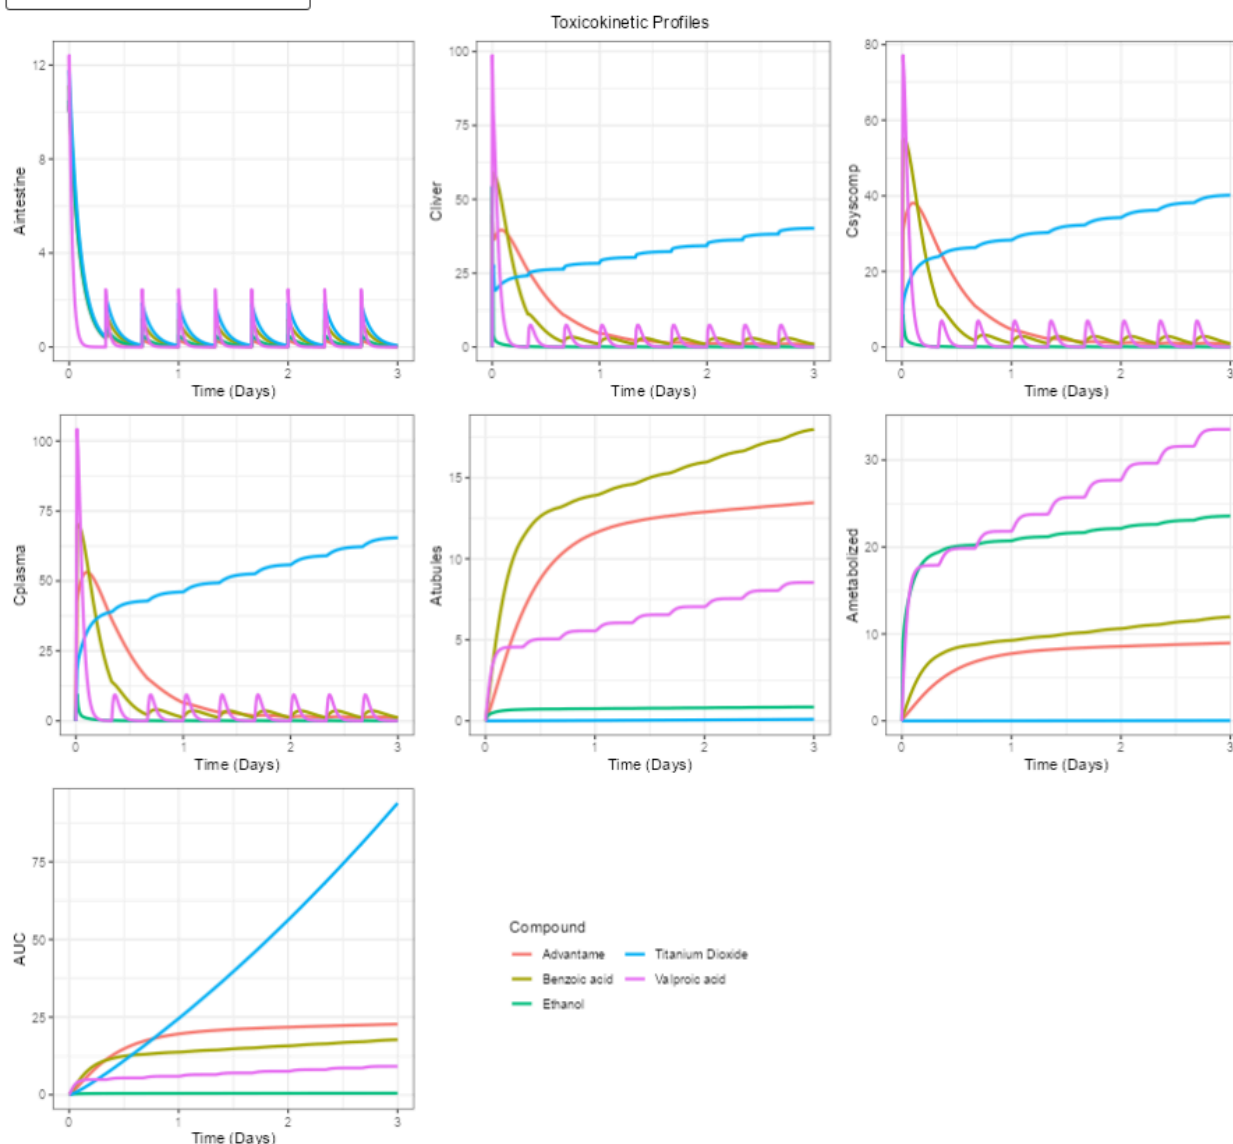 Toxicokinetic Profiles
Aintestine
12
8
4
0
0 1 2 3
Time (Days)
Cliver
100
75
50
25
0
0 1 2 3
Time (Days)
Csyscomp
80
60
40
20
0
0 1 2 3
Time (Days)
Cplasma
100
75
50
25
0
0 1 2 3
Time (Days)
Atubules
15
10
5
0
0 1 2 3
Time (Days)
Ametabolized
30
20
10
0
0 1 2 3
Time (Days)
AUC
75
50
25
0
0 1 2 3
Time (Days)
Compound
Advantame Titanium Dioxide
Benzoic acid Valproic acid
Ethanol